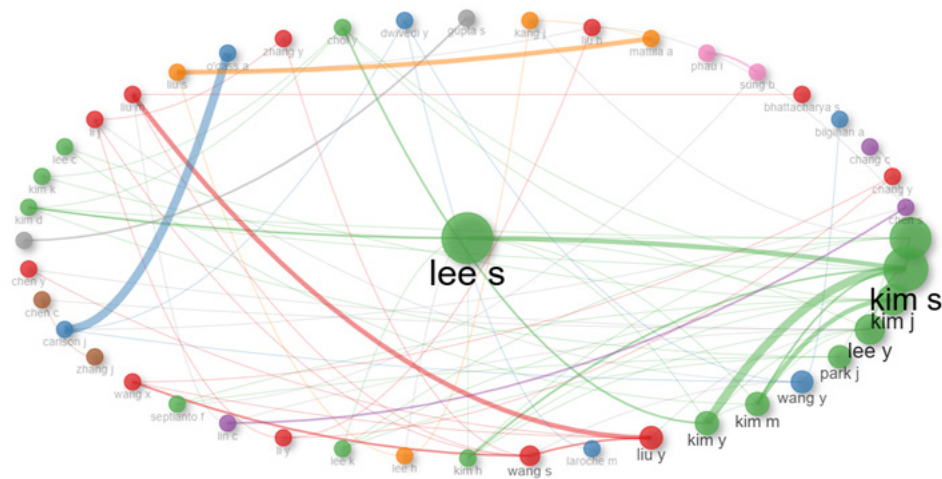 choi y
dwivedi y
gupta s
kang j
liu h
mattila a
zhang y
o'cass a
phau i
sung b
liu s
liu m
bhattacharya s
li j
bilgihan a
lee c
chang c
kim k
chang y
kim d
lee s
chen y
chen c
kim s
kim j
carlson j
lee y
zhang j
park j
wang x
wang y
septianto f
kim m
lin c
kim y
li y
liu y
lee k
lee h
kim h
wang s
laroche m